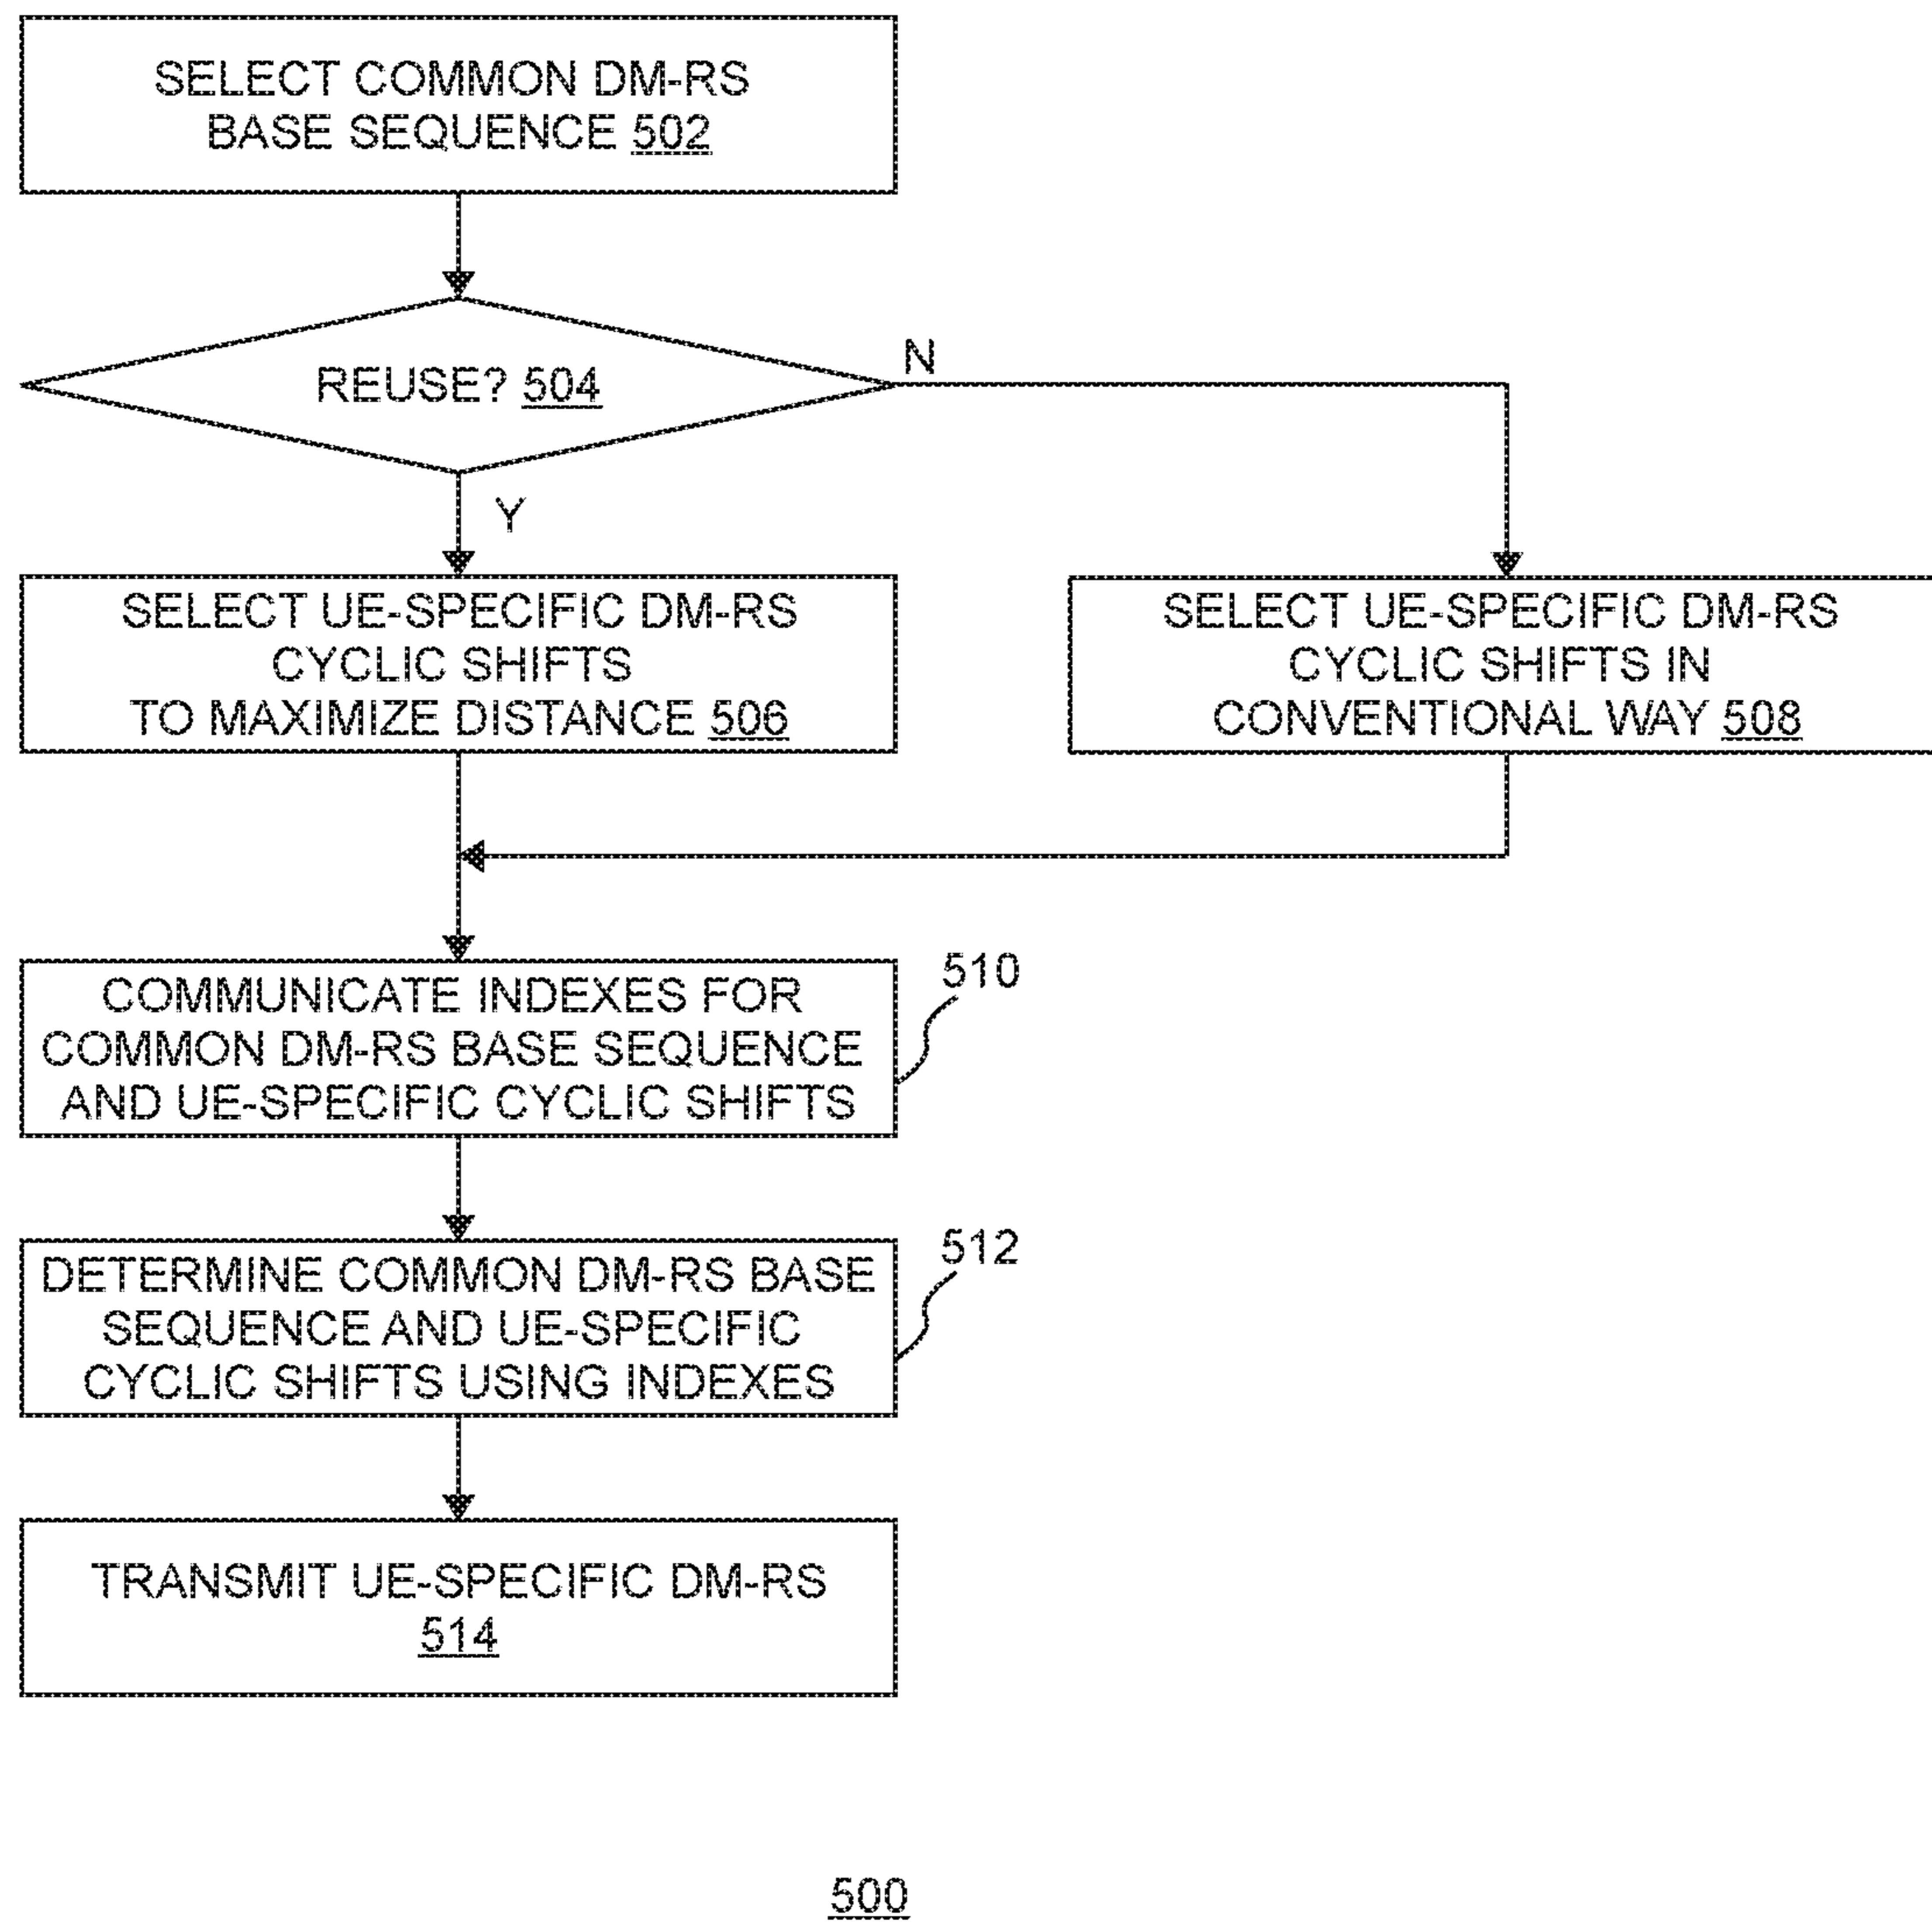 SELECT COMMON DM-RS
BASE SEQUENCE 502
REUSE? 504
N
Y
SELECT UE-SPECIFIC DM-RS
CYCLIC SHIFTS
TO MAXIMIZE DISTANCE 506
SELECT UE-SPECIFIC DM-RS
CYCLIC SHIFTS IN
CONVENTIONAL WAY 508
COMMUNICATE INDEXES FOR
COMMON DM-RS BASE SEQUENCE
AND UE-SPECIFIC CYCLIC SHIFTS
510
DETERMINE COMMON DM-RS BASE
SEQUENCE AND UE-SPECIFIC
CYCLIC SHIFTS USING INDEXES
512
TRANSMIT UE-SPECIFIC DM-RS
514
500